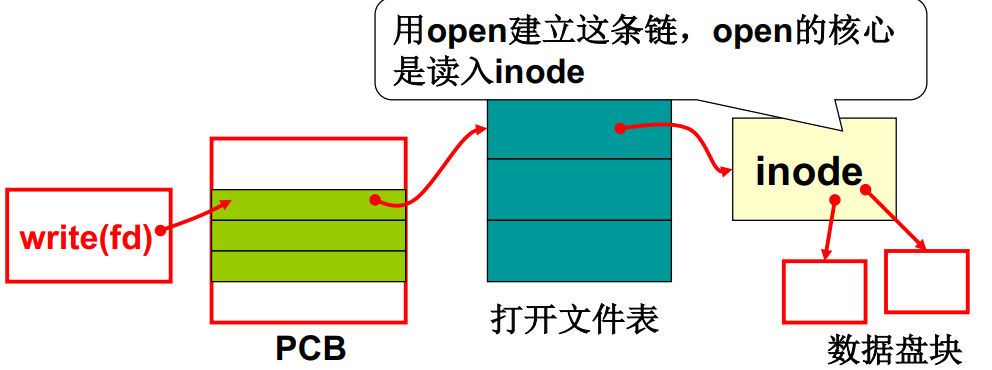 用open建立这条链，open的核心
是读入inode
inode
write(fd)
PCB
打开文件表
数据盘块